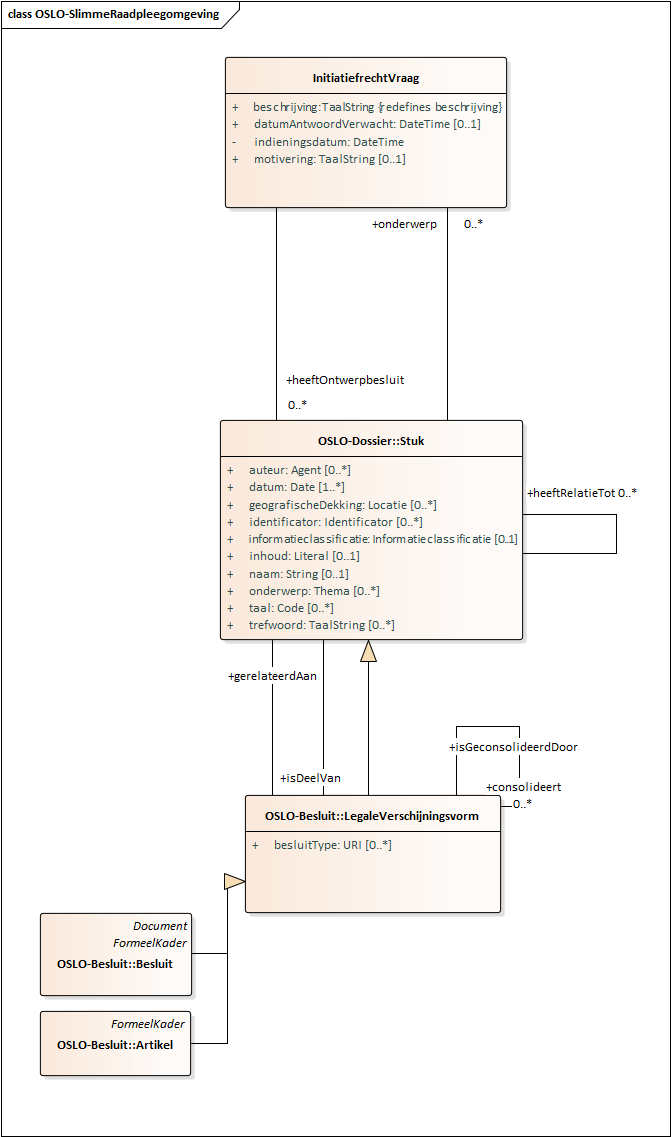 class OSLO-SlimmeRaadpleegomgeving
InitiatiefrechtVraag
+ beschrijving:TaalString {redefines beschrijving}
+ datumAntwoordVerwacht: DateTime [0..1]
- indieningsdatum: DateTime
+ motivering: TaalString [0..1]
+onderwerp 0..*
+heeftOntwerpbesluit
0..*
OSLO-Dossier::Stuk
+ auteur: Agent [0..*]
+ datum: Date [1..*]
+ geografischeDekking: Locatie [0..*]
+ identificator: Identificator [0..*]
+ informatieclassificatie: Informatieclassificatie [0..1]
+ inhoud: Literal [0..1]
+ naam: String [0..1]
+ onderwerp: Thema [0..*]
+ taal: Code [0..*]
+ trefwoord: TaalString [0..*]
+heeftRelatieTot 0..*
+gerelateerdAan
+isGeconsolideerdDoor
+isDeelVan
+consolideert
0..*
OSLO-Besluit::LegaleVerschijningsvorm
+ besluitType: URI [0..*]
Document
FormeelKader
OSLO-Besluit::Besluit
FormeelKader
OSLO-Besluit::Artikel